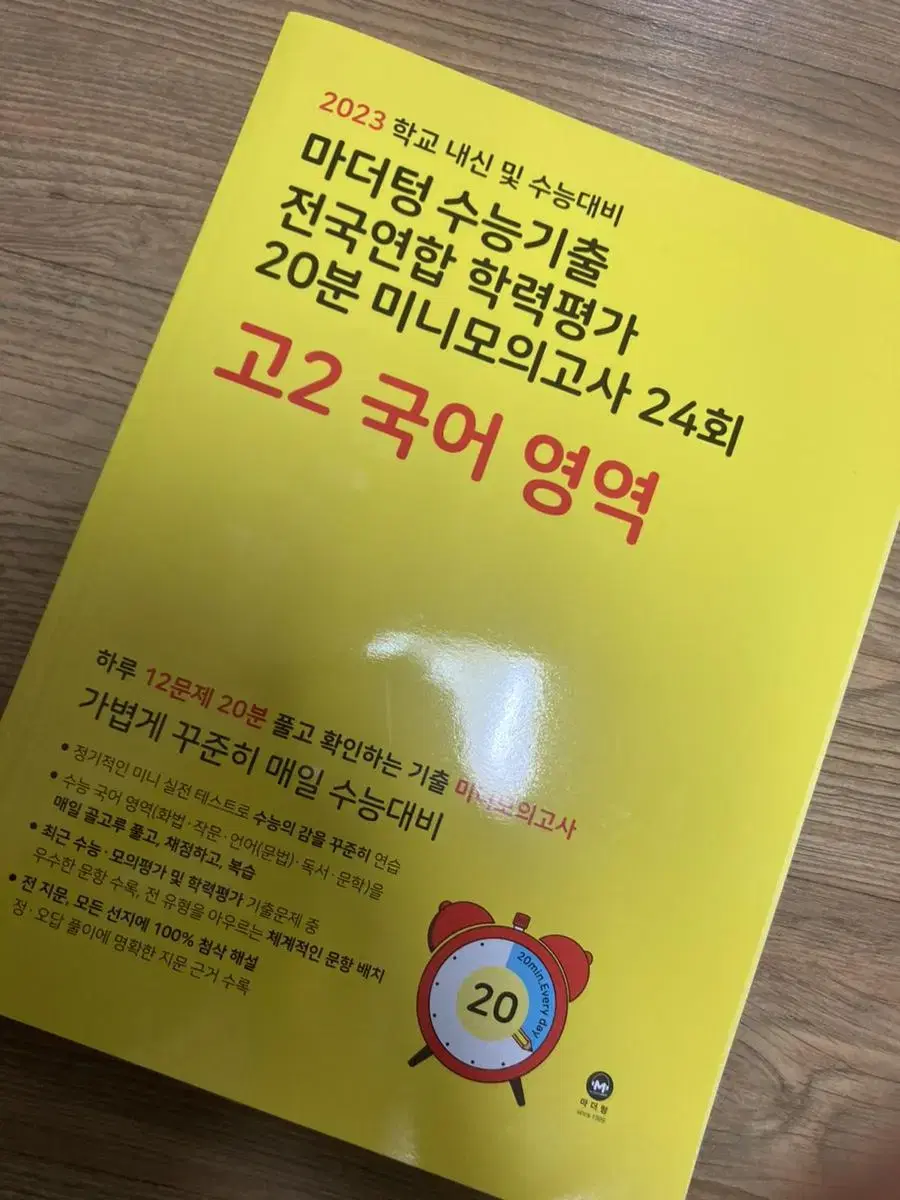 2023 학교 내신 및 수능대비
마더텅 수능기출
전국연합 학력평가
20분 미니모의고사 24회
고2 국어 영역
하루 12문제 20분 풀고 확인하는 기출 미니모의고사
가볍게 꾸준히 매일 수능대비
• 정기적인 미니 실전 테스트로 수능의 감을 꾸준히 연습
• 수능 국어 영역(화법·작문·언어(문법)·독서·문학)을
매일 골고루 풀고, 채점하고, 복습
• 최근 수능·모의평가 및 학력평가 기출문제 중
우수한 문항 수록, 전 유형을 아우르는 체계적인 문항 배치
• 전 지문, 모든 선지에 100% 첨삭 해설
정·오답 풀이에 명확한 지문 근거 수록
20min. Every day
20
마더텅